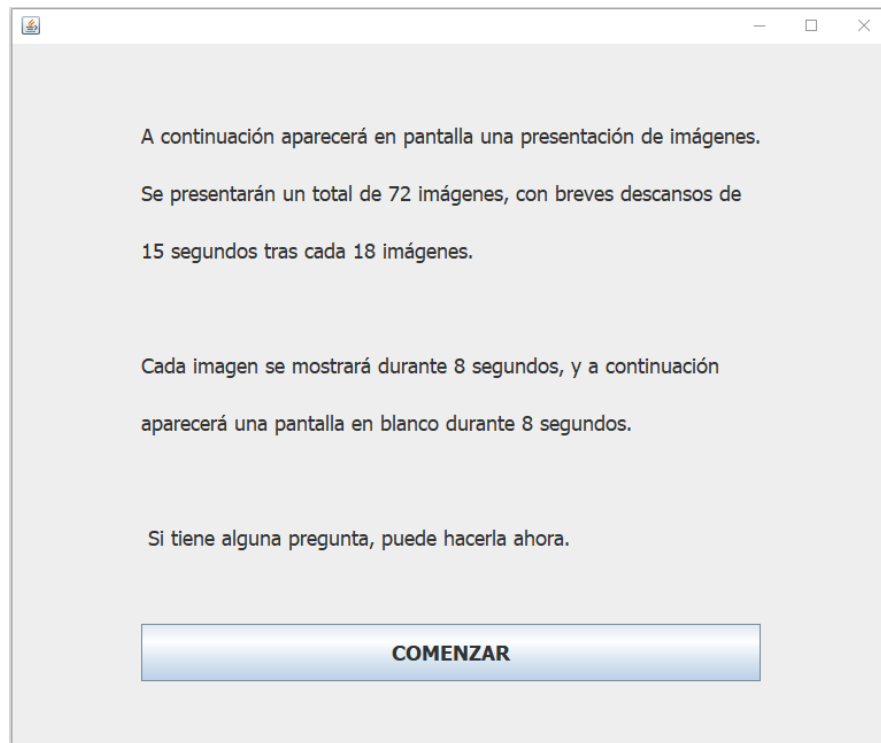 A continuación aparecerá en pantalla una presentación de imágenes.
Se presentarán un total de 72 imágenes, con breves descansos de
15 segundos tras cada 18 imágenes.
Cada imagen se mostrará durante 8 segundos, y a continuación
aparecerá una pantalla en blanco durante 8 segundos.
Si tiene alguna pregunta, puede hacerla ahora.
COMENZAR